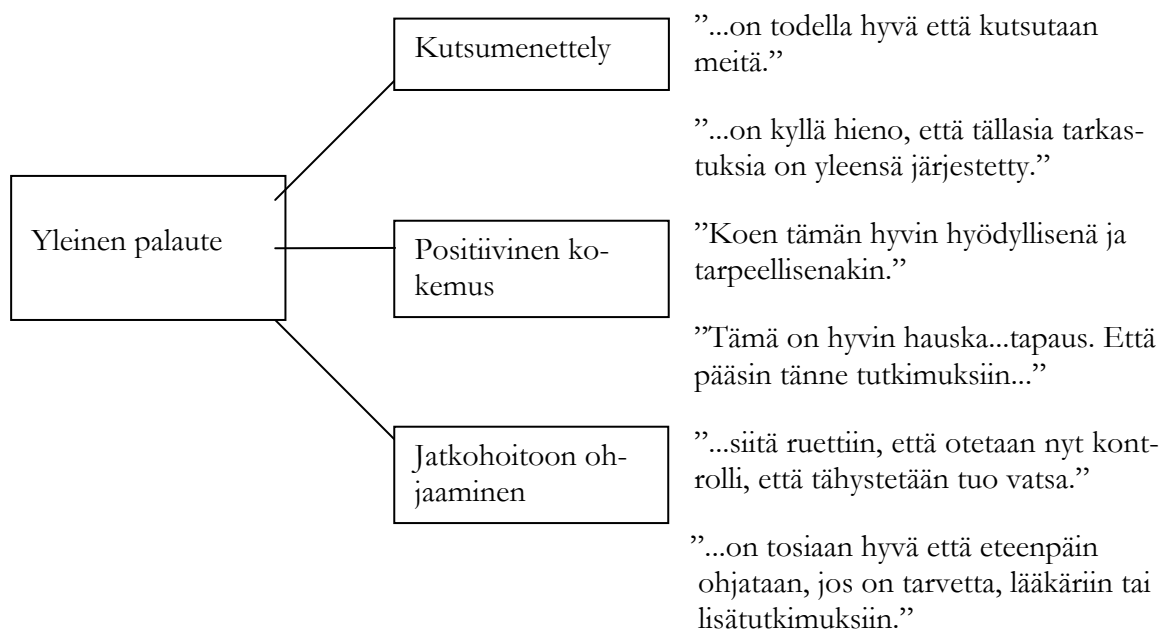 Yleinen palaute
Kutsumenettely
”...on todella hyvä että kutsutaan
meitä.”
”...on kyllä hieno, että tällasia tarkas-
tuksia on yleensä järjestetty.”
Positiivinen ko-
kemus
”Koen tämän hyvin hyödyllisenä ja
tarpeellisenakin.”
”Tämä on hyvin hauska...tapaus. Että
pääsin tänne tutkimuksiin...”
Jatkohoitoon oh-
jaaminen
”...siitä ruettiin, että otetaan nyt kont-
rolli, että tähystetään tuo vatsa.”
”...on tosiaan hyvä että eteenpäin
ohjataan, jos on tarvetta, lääkäriin tai
lisätutkimuksiin.”